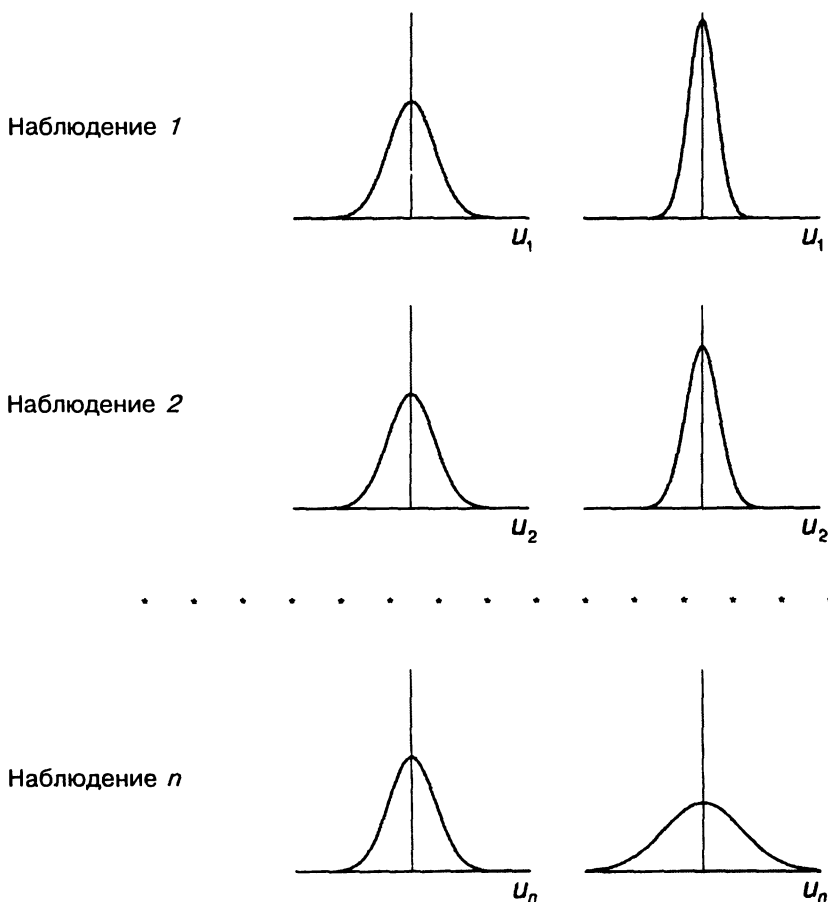 Наблюдение 1
u₁ u₁
Наблюдение 2
u₂ u₂
Наблюдение n
uₙ uₙ